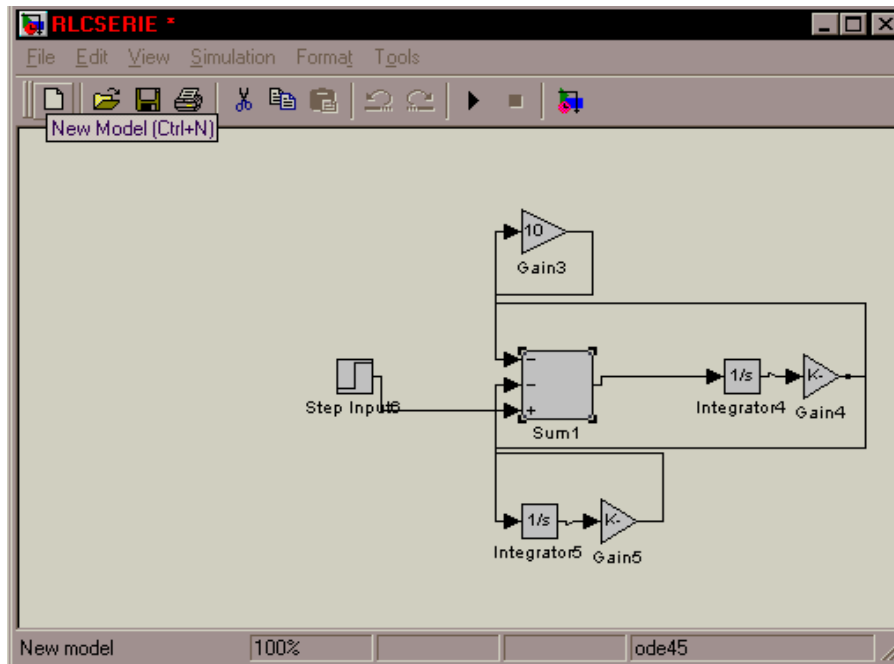 RLCSERIE *
File Edit View Simulation Format Tools
New Model (Ctrl+N)
10
Gain3
Step Input6
−
−
+
Sum1
1/s
Integrator4
K-
Gain4
1/s
Integrator5
K-
Gain5
New model 100% ode45